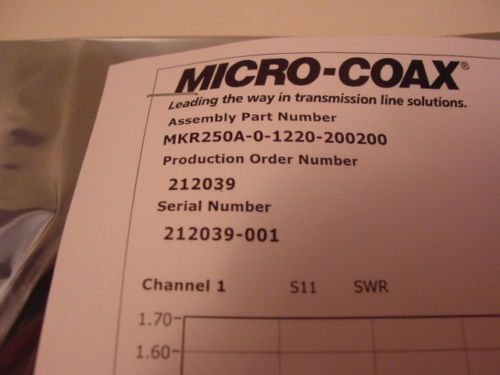 MICRO-COAX®
Leading the way in transmission line solutions.
Assembly Part Number
MKR250A-0-1220-200200
Production Order Number
212039
Serial Number
212039-001
Channel 1 S11 SWR
1.70
1.60